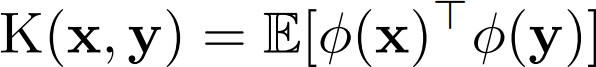 K(𝐱, 𝐲) = 𝔼[ϕ(𝐱)^⊤ϕ(𝐲)]